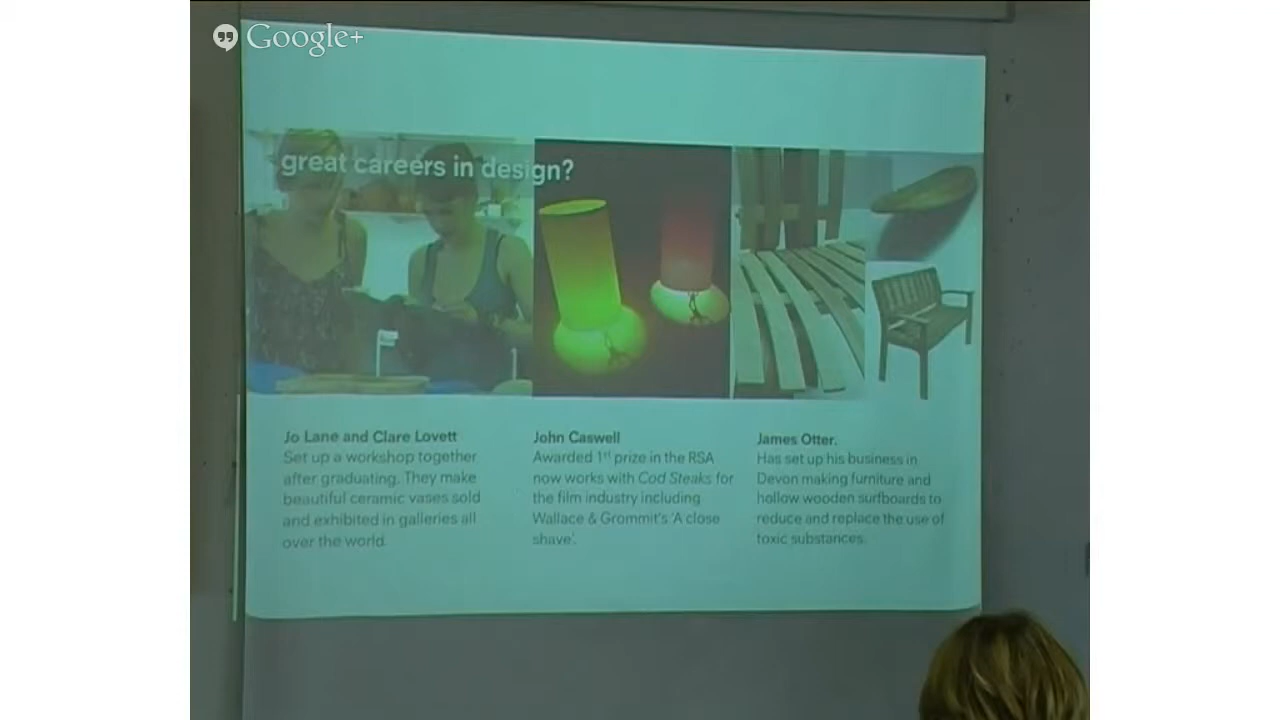 Google+
great careers in design?
Jo Lane and Clare Lovett
Set up a workshop together
after graduating. They make
beautiful ceramic vases sold
and exhibited in galleries all
over the world.
John Caswell
Awarded 1st prize in the RSA
now works with Cod Steaks for
the film industry including
Wallace & Grommit's 'A close
shave'.
James Otter.
Has set up his business in
Devon making furniture and
hollow wooden surfboards to
reduce and replace the use of
toxic substances.